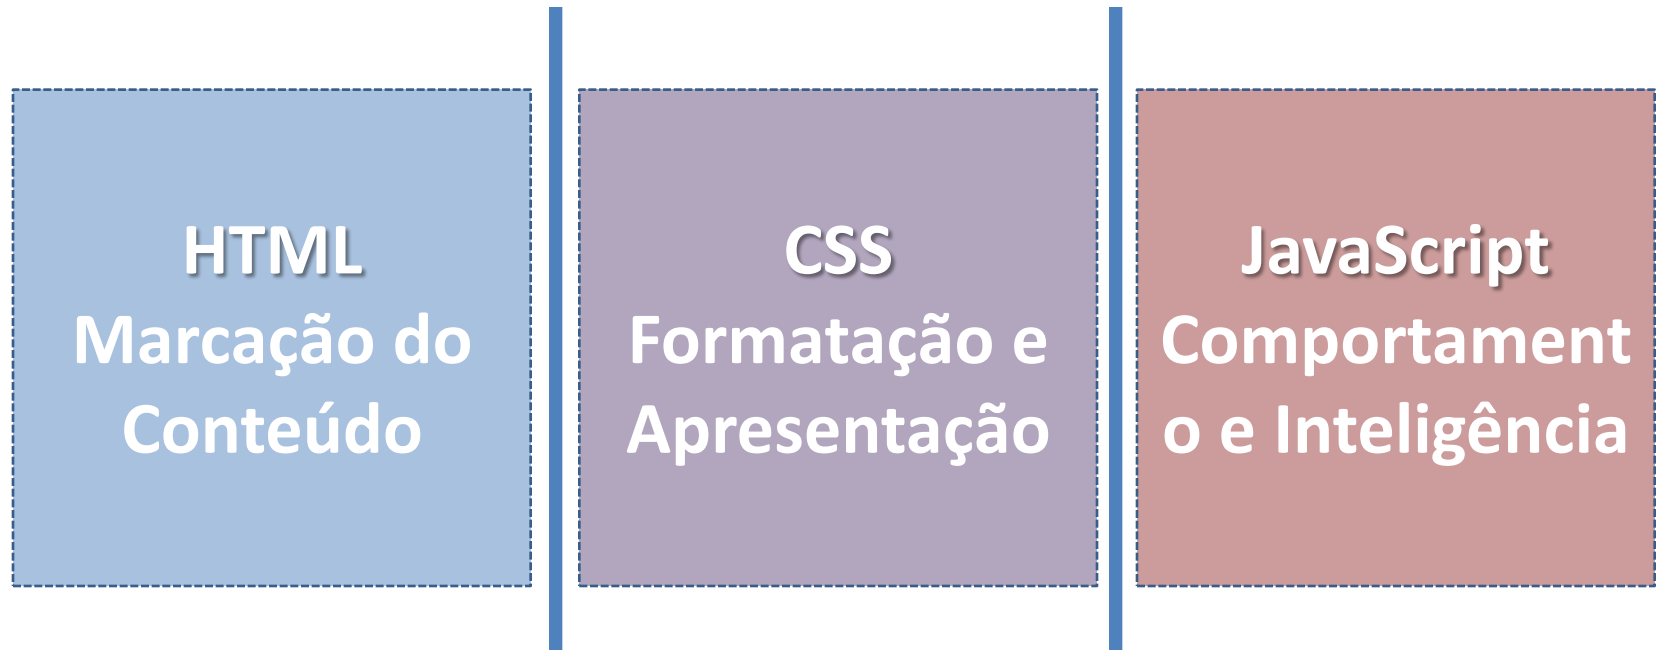 HTML
Marcação do
Conteúdo
CSS
Formatação e
Apresentação
JavaScript
Comportament
o e Inteligência